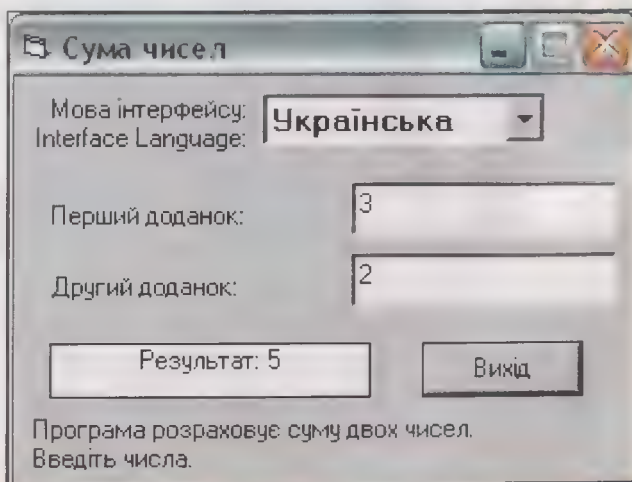 Сума чисел
Мова інтерфейсу:
Interface Language:
Українська
Перший доданок:
3
Другий доданок:
2
Результат: 5
Вихід
Програма розраховує суму двох чисел.
Введіть числа.